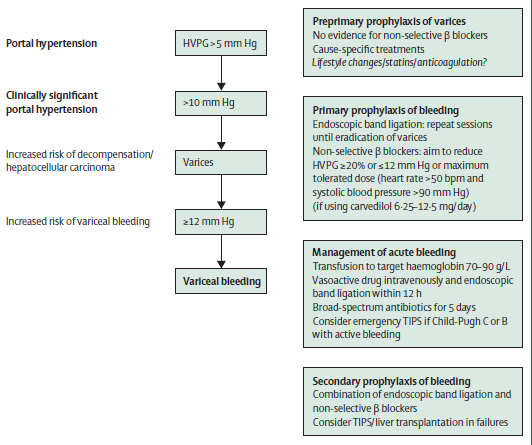 Portal hypertension
HVPG >5 mm Hg
Clinically significant
portal hypertension
>10 mm Hg
Increased risk of decompensation/
hepatocellular carcinoma
Varices
Increased risk of variceal bleeding
≥12 mm Hg
Variceal bleeding
Preprimary prophylaxis of varices
No evidence for non-selective β blockers
Cause-specific treatments
Lifestyle changes/statins/anticoagulation?
Primary prophylaxis of bleeding
Endoscopic band ligation: repeat sessions
until eradication of varices
Non-selective β blockers: aim to reduce
HVPG ≥20% or ≤12 mm Hg or maximum
tolerated dose (heart rate >50 bpm and
systolic blood pressure >90 mm Hg)
(if using carvedilol 6·25–12·5 mg/day)
Management of acute bleeding
Transfusion to target haemoglobin 70–90 g/L
Vasoactive drug intravenously and endoscopic
band ligation within 12 h
Broad-spectrum antibiotics for 5 days
Consider emergency TIPS if Child-Pugh C or B
with active bleeding
Secondary prophylaxis of bleeding
Combination of endoscopic band ligation and
non-selective β blockers
Consider TIPS/liver transplantation in failures